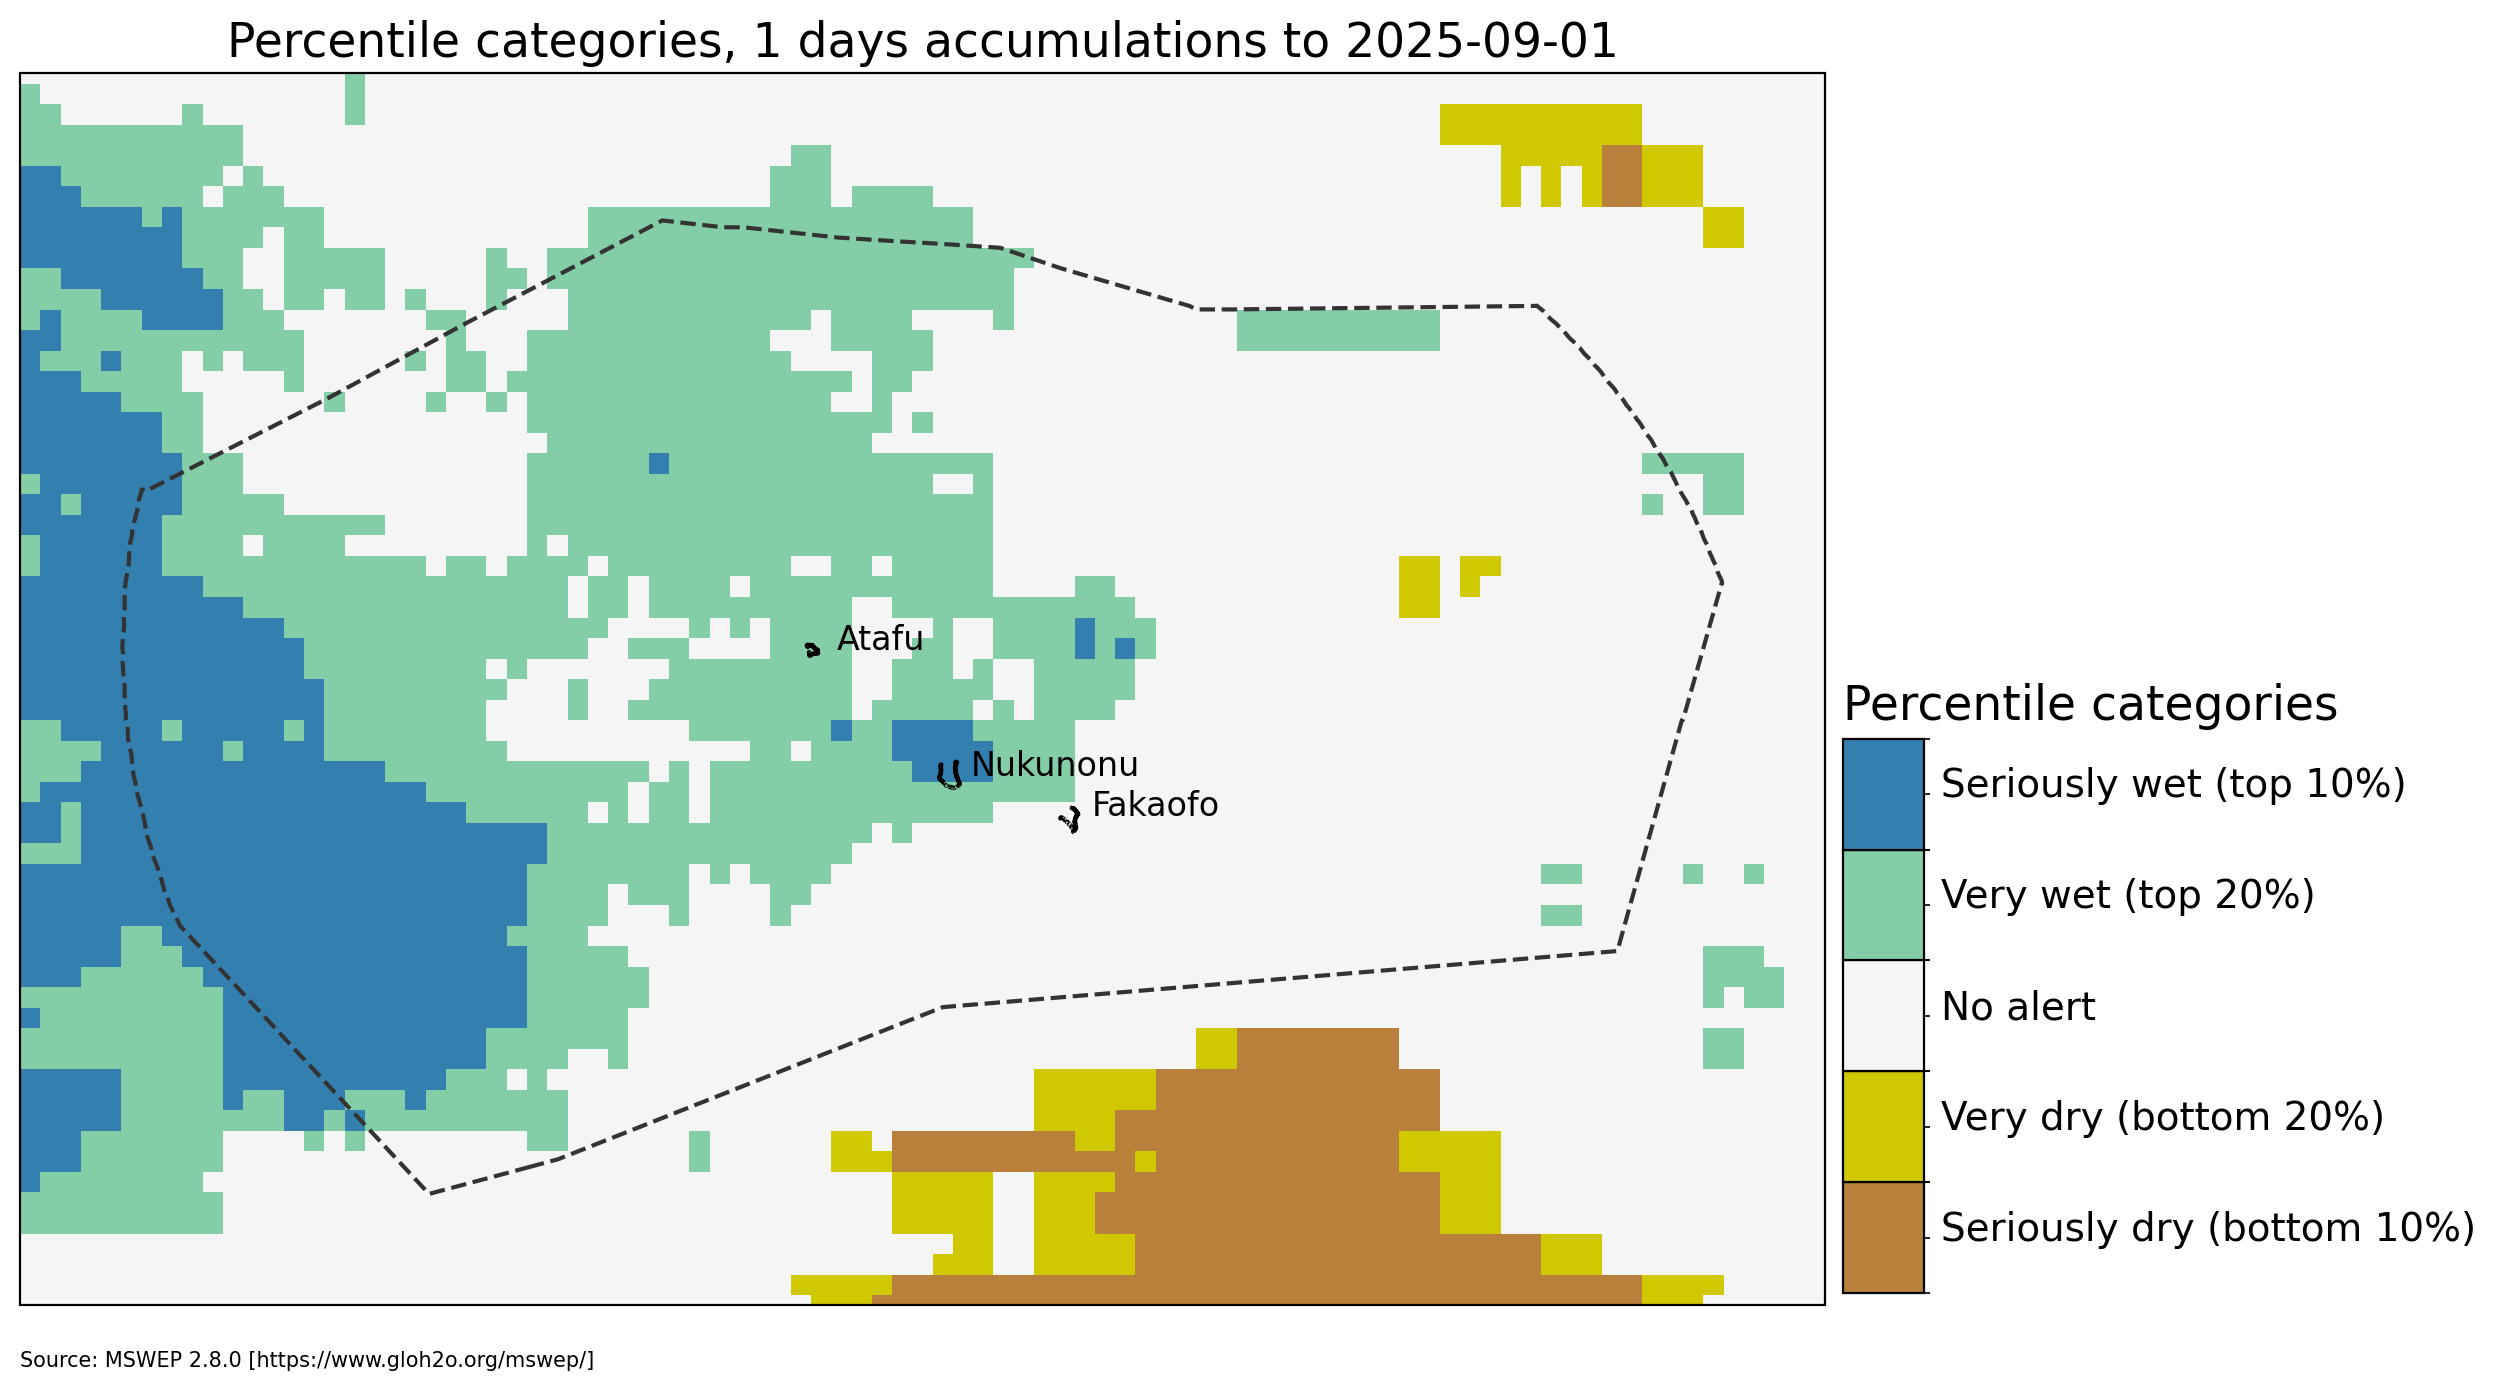 Percentile categories, 1 days accumulations to 2025-09-01
Atafu
Nukunonu
Fakaofo
Percentile categories
Seriously wet (top 10%)
Very wet (top 20%)
No alert
Very dry (bottom 20%)
Seriously dry (bottom 10%)
Source: MSWEP 2.8.0 [https://www.gloh2o.org/mswep/]